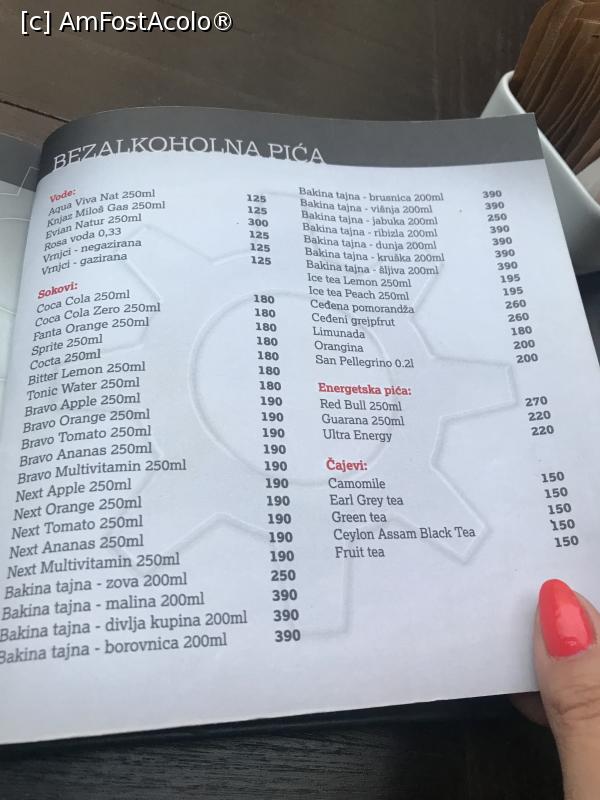 [c] AmFostAcolo®
BEZALKOHOLNA PIĆA
Vode:
Aqua Viva Nat 250ml 125
Knjaz Miloš Gas 250ml 125
Evian Natur 250ml 300
Rosa voda 0,33 125
Vrnjci - negazirana 125
Vrnjci - gazirana 125
Sokovi:
Coca Cola 250ml 180
Coca Cola Zero 250ml 180
Fanta Orange 250ml 180
Sprite 250ml 180
Cocta 250ml 180
Bitter Lemon 250ml 180
Tonic Water 250ml 180
Bravo Apple 250ml 190
Bravo Orange 250ml 190
Bravo Tomato 250ml 190
Bravo Ananas 250ml 190
Bravo Multivitamin 250ml 190
Next Apple 250ml 190
Next Orange 250ml 190
Next Tomato 250ml 190
Next Ananas 250ml 190
Next Multivitamin 250ml 190
Bakina tajna - zova 200ml 250
Bakina tajna - malina 200ml 390
Bakina tajna - divlja kupina 200ml 390
Bakina tajna - borovnica 200ml 390
Bakina tajna - brusnica 200ml 390
Bakina tajna - višnja 200ml 390
Bakina tajna - jabuka 200ml 250
Bakina tajna - ribizla 200ml 390
Bakina tajna - dunja 200ml 390
Bakina tajna - kruška 200ml 390
Bakina tajna - šljiva 200ml 390
Ice tea Lemon 250ml 195
Ice tea Peach 250ml 195
Ceđena pomorandža 260
Ceđeni grejpfrut 260
Limunada 180
Orangina 200
San Pellegrino 0.2l 200
Energetska pića:
Red Bull 250ml 270
Guarana 250ml 220
Ultra Energy 220
Čajevi:
Camomile 150
Earl Grey tea 150
Green tea 150
Ceylon Assam Black Tea 150
Fruit tea 150